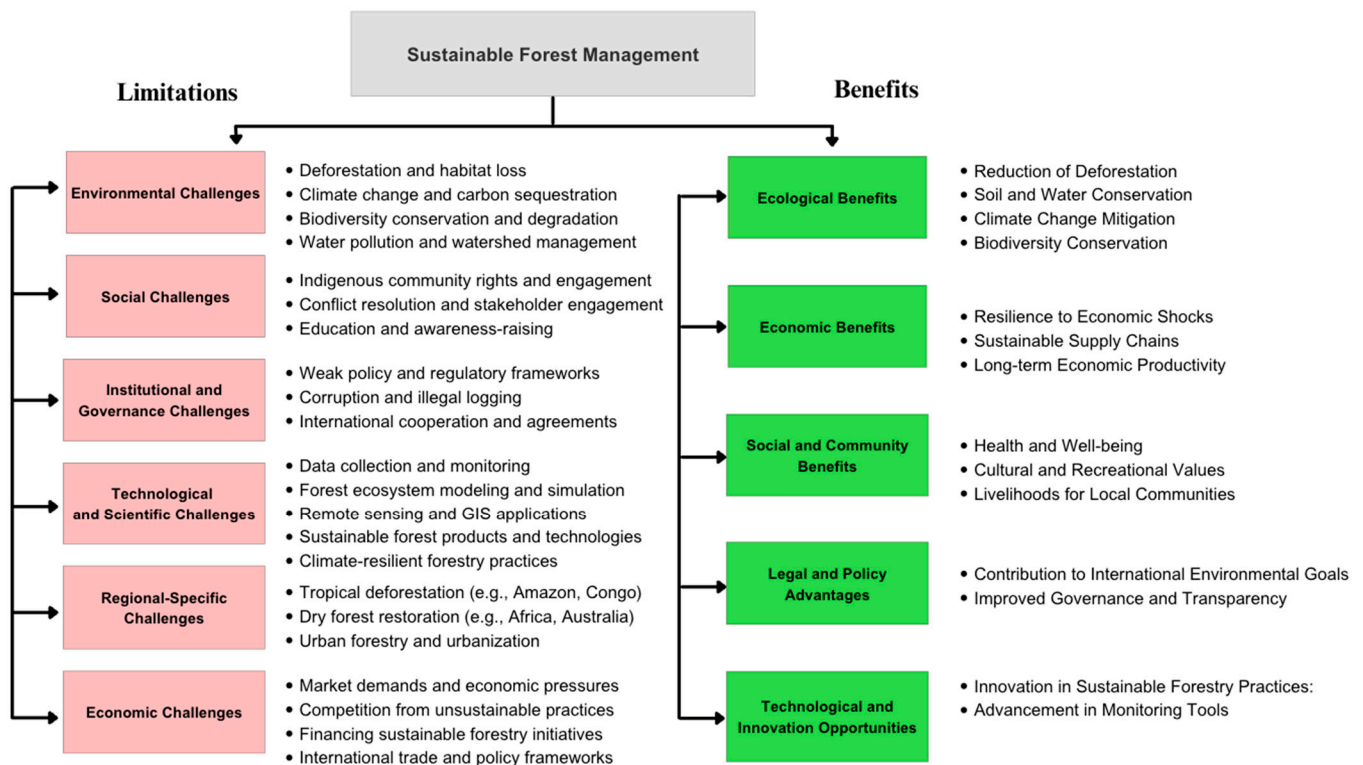 Sustainable Forest Management
Limitations
Benefits
Environmental Challenges
• Deforestation and habitat loss
• Climate change and carbon sequestration
• Biodiversity conservation and degradation
• Water pollution and watershed management
Social Challenges
• Indigenous community rights and engagement
• Conflict resolution and stakeholder engagement
• Education and awareness-raising
Institutional and
Governance Challenges
• Weak policy and regulatory frameworks
• Corruption and illegal logging
• International cooperation and agreements
Technological
and Scientific Challenges
• Data collection and monitoring
• Forest ecosystem modeling and simulation
• Remote sensing and GIS applications
• Sustainable forest products and technologies
• Climate-resilient forestry practices
Regional-Specific
Challenges
• Tropical deforestation (e.g., Amazon, Congo)
• Dry forest restoration (e.g., Africa, Australia)
• Urban forestry and urbanization
Economic Challenges
• Market demands and economic pressures
• Competition from unsustainable practices
• Financing sustainable forestry initiatives
• International trade and policy frameworks
Ecological Benefits
• Reduction of Deforestation
• Soil and Water Conservation
• Climate Change Mitigation
• Biodiversity Conservation
Economic Benefits
• Resilience to Economic Shocks
• Sustainable Supply Chains
• Long-term Economic Productivity
Social and Community
Benefits
• Health and Well-being
• Cultural and Recreational Values
• Livelihoods for Local Communities
Legal and Policy
Advantages
• Contribution to International Environmental Goals
• Improved Governance and Transparency
Technological and
Innovation Opportunities
• Innovation in Sustainable Forestry Practices:
• Advancement in Monitoring Tools